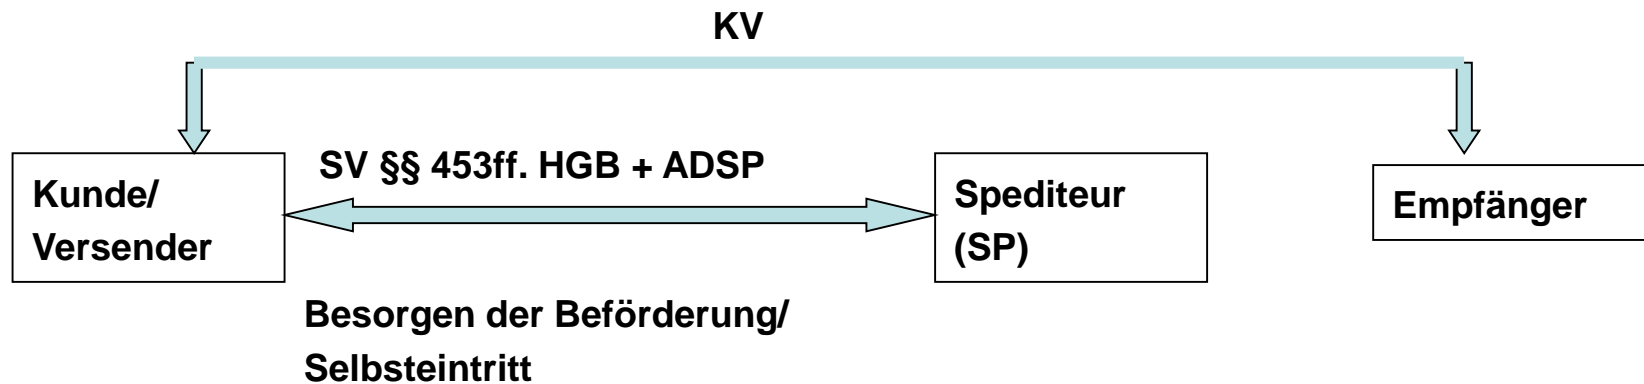 KV
SV §§ 453ff. HGB + ADSP
Kunde/
Versender
Spediteur
(SP)
Empfänger
Besorgen der Beförderung/
Selbsteintritt